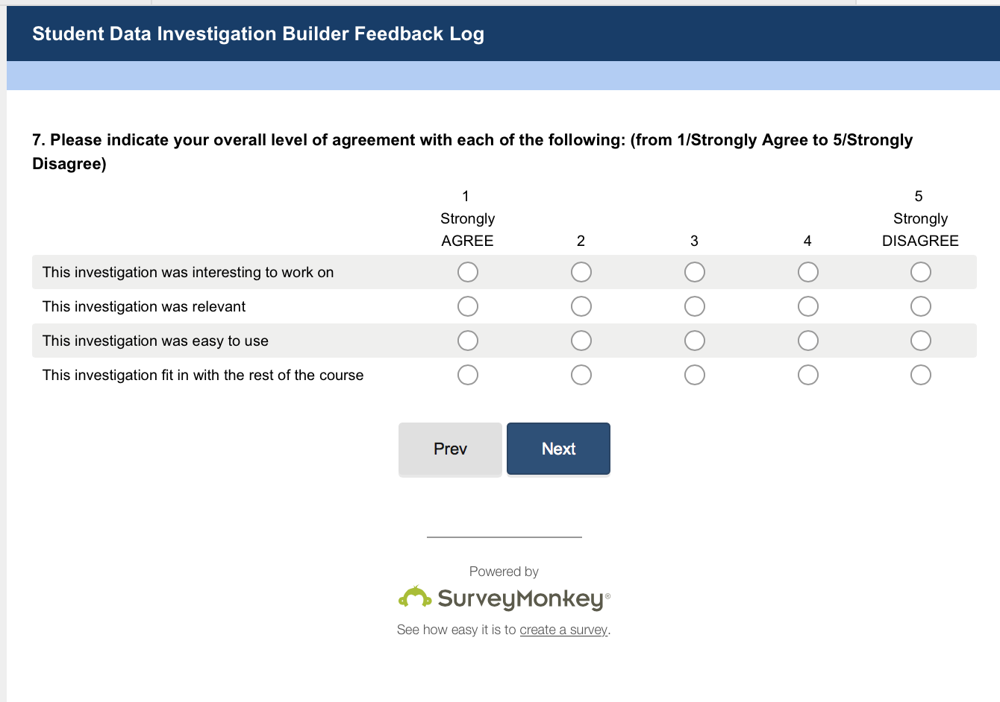 Student Data Investigation Builder Feedback Log
7. Please indicate your overall level of agreement with each of the following: (from 1/Strongly Agree to 5/Strongly
Disagree)
1 5
Strongly Strongly
AGREE 2 3 4 DISAGREE
This investigation was interesting to work on
This investigation was relevant
This investigation was easy to use
This investigation fit in with the rest of the course
Prev Next
Powered by
SurveyMonkey®
See how easy it is to create a survey.